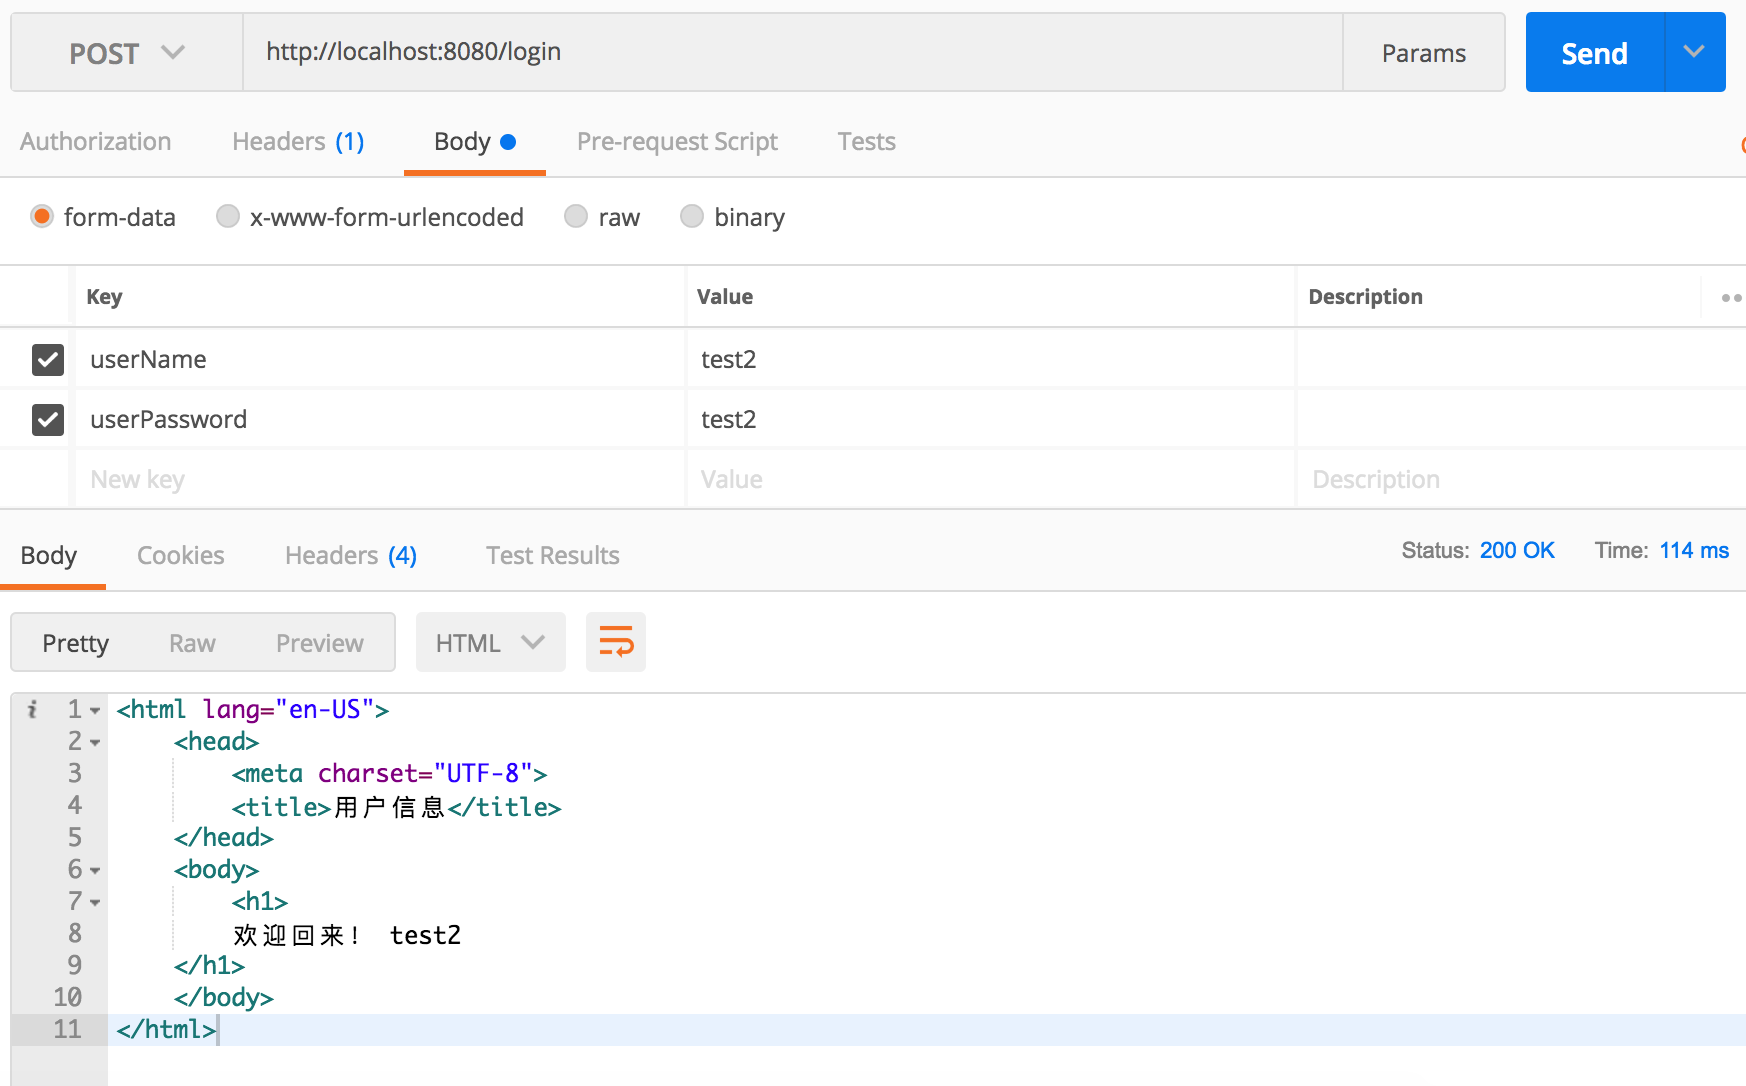 POST http://localhost:8080/login Params Send
Authorization Headers (1) Body Pre-request Script Tests
form-data x-www-form-urlencoded raw binary
Key Value Description
userName test2
userPassword test2
New key Value Description
Body Cookies Headers (4) Test Results Status: 200 OK Time: 114 ms
Pretty Raw Preview HTML
i 1 <html lang="en-US">
2 <head>
3 <meta charset="UTF-8">
4 <title>用户信息</title>
5 </head>
6 <body>
7 <h1>
8 欢迎回来! test2
9 </h1>
10 </body>
11 </html>